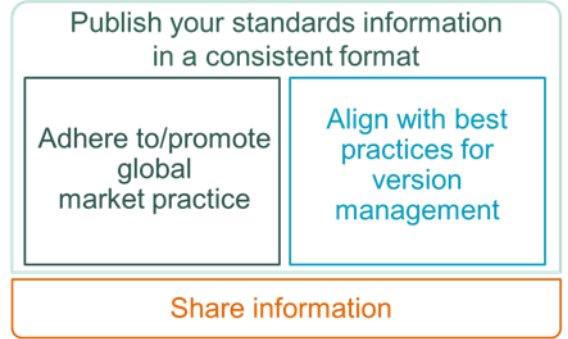 Publish your standards information
in a consistent format
Adhere to/promote
global
market practice
Align with best
practices for
version
management
Share information